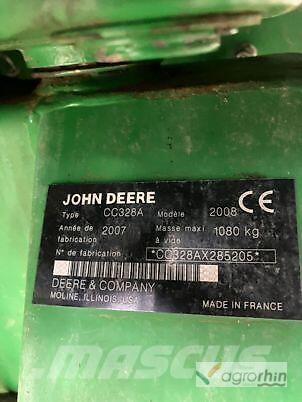 JOHN DEERE
Type CC328A Modèle 2008
Année de fabrication 2007 Masse maxi à vide 1080 kg
N° de fabrication *CC328AX285205*
DEERE & COMPANY
MOLINE, ILLINOIS, USA
MADE IN FRANCE
CE
MASCUS
agrorhin